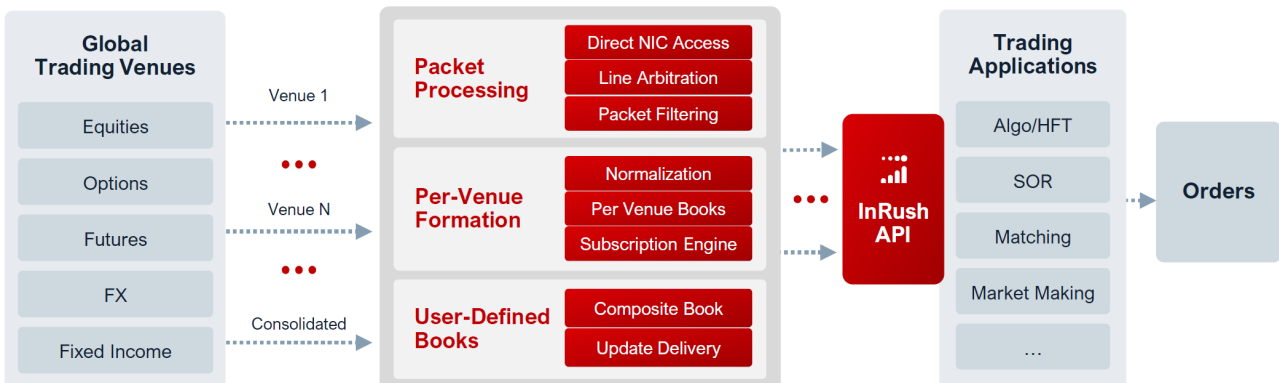 Global
Trading Venues
Equities
Options
Futures
FX
Fixed Income
Venue 1
Venue N
Consolidated
Packet
Processing
Direct NIC Access
Line Arbitration
Packet Filtering
Per-Venue
Formation
Normalization
Per Venue Books
Subscription Engine
User-Defined
Books
Composite Book
Update Delivery
InRush
API
Trading
Applications
Algo/HFT
SOR
Matching
Market Making
...
Orders